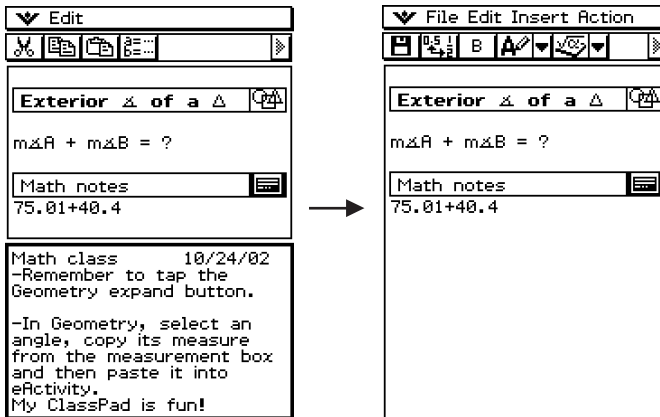 Edit
Exterior ∡ of a △
m∡A + m∡B = ?
Math notes
75.01+40.4
Math class 10/24/02
-Remember to tap the
Geometry expand button.
-In Geometry, select an
angle, copy its measure
from the measurement box
and then paste it into
eActivity.
My ClassPad is fun!
File Edit Insert Action
B
Exterior ∡ of a △
m∡A + m∡B = ?
Math notes
75.01+40.4